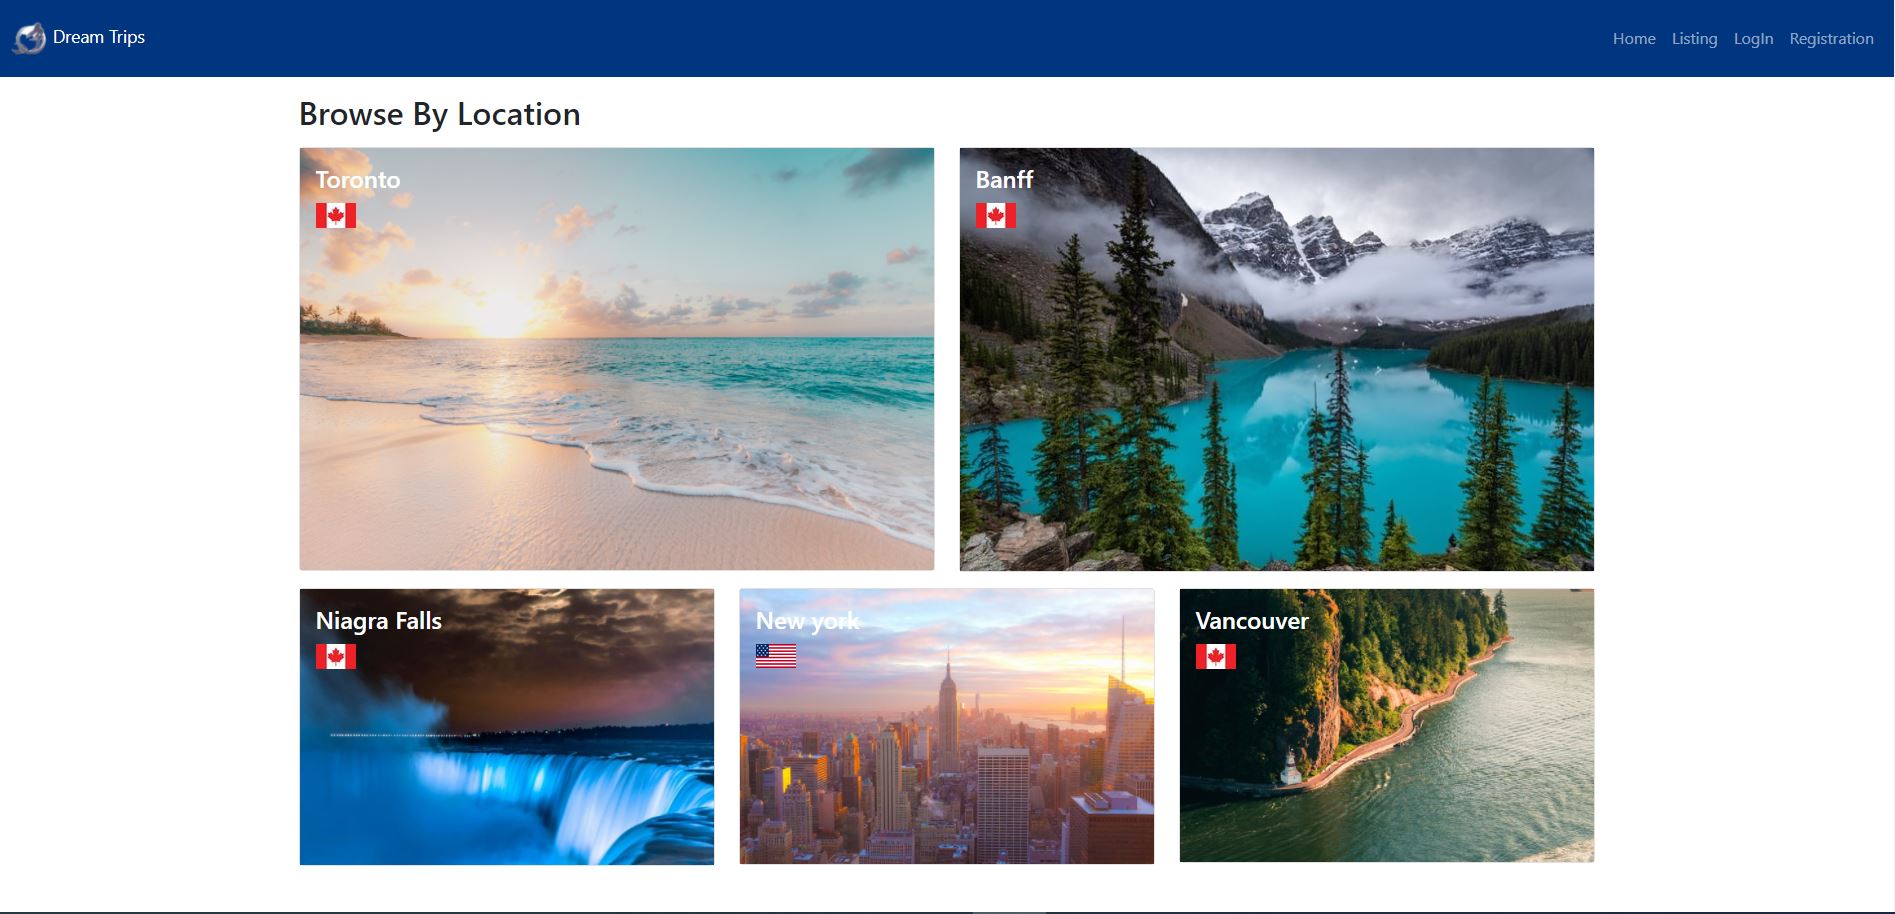 Dream Trips
Home Listing LogIn Registration
Browse By Location
Toronto
Banff
Niagra Falls
New york
Vancouver